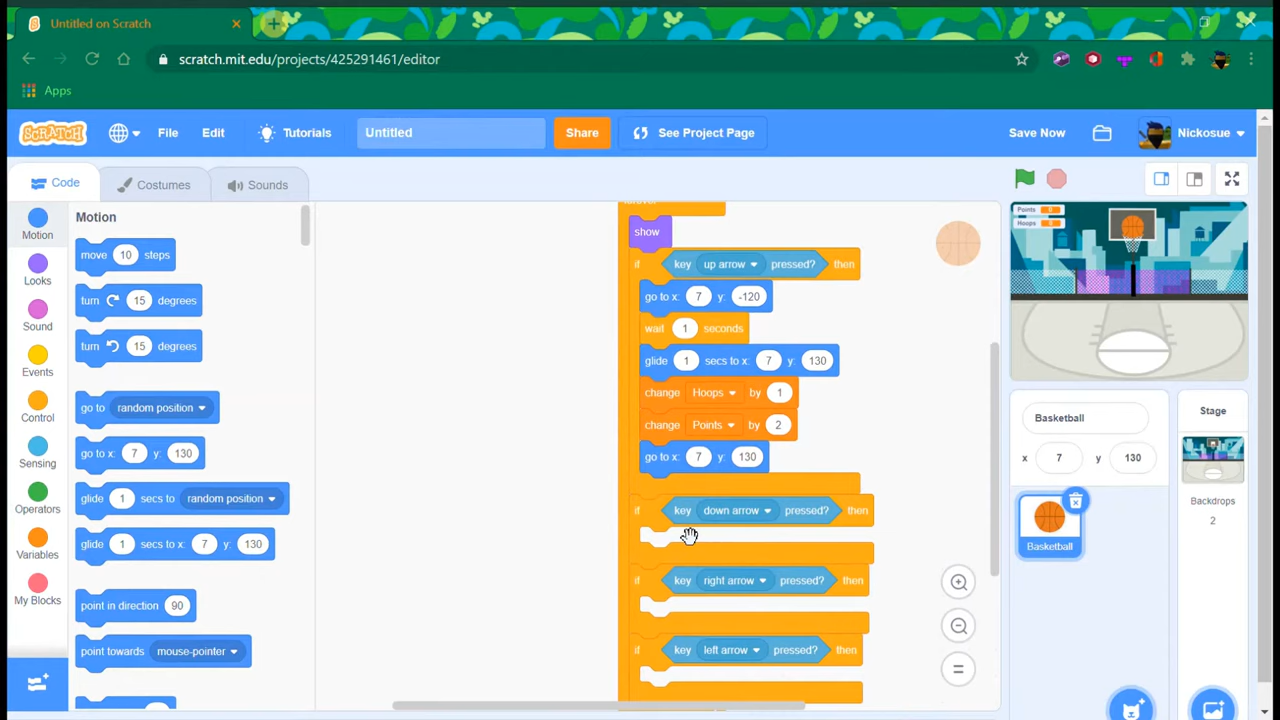 Untitled on Scratch
scratch.mit.edu/projects/425291461/editor
Apps
SCRATCH
File
Edit
Tutorials
Untitled
Share
See Project Page
Save Now
Nickosue
Code
Costumes
Sounds
Motion
Looks
Sound
Events
Control
Sensing
Operators
Variables
My Blocks
Motion
move 10 steps
turn 15 degrees
turn 15 degrees
go to random position
go to x: 7 y: 130
glide 1 secs to random position
glide 1 secs to x: 7 y: 130
point in direction 90
point towards mouse-pointer
show
if key up arrow pressed? then
go to x: 7 y: -120
wait 1 seconds
glide 1 secs to x: 7 y: 130
change Hoops by 1
change Points by 2
go to x: 7 y: 130
if key down arrow pressed? then
if key right arrow pressed? then
if key left arrow pressed? then
Points
Hoops
Basketball
x 7 y 130
Basketball
Stage
Backdrops
2